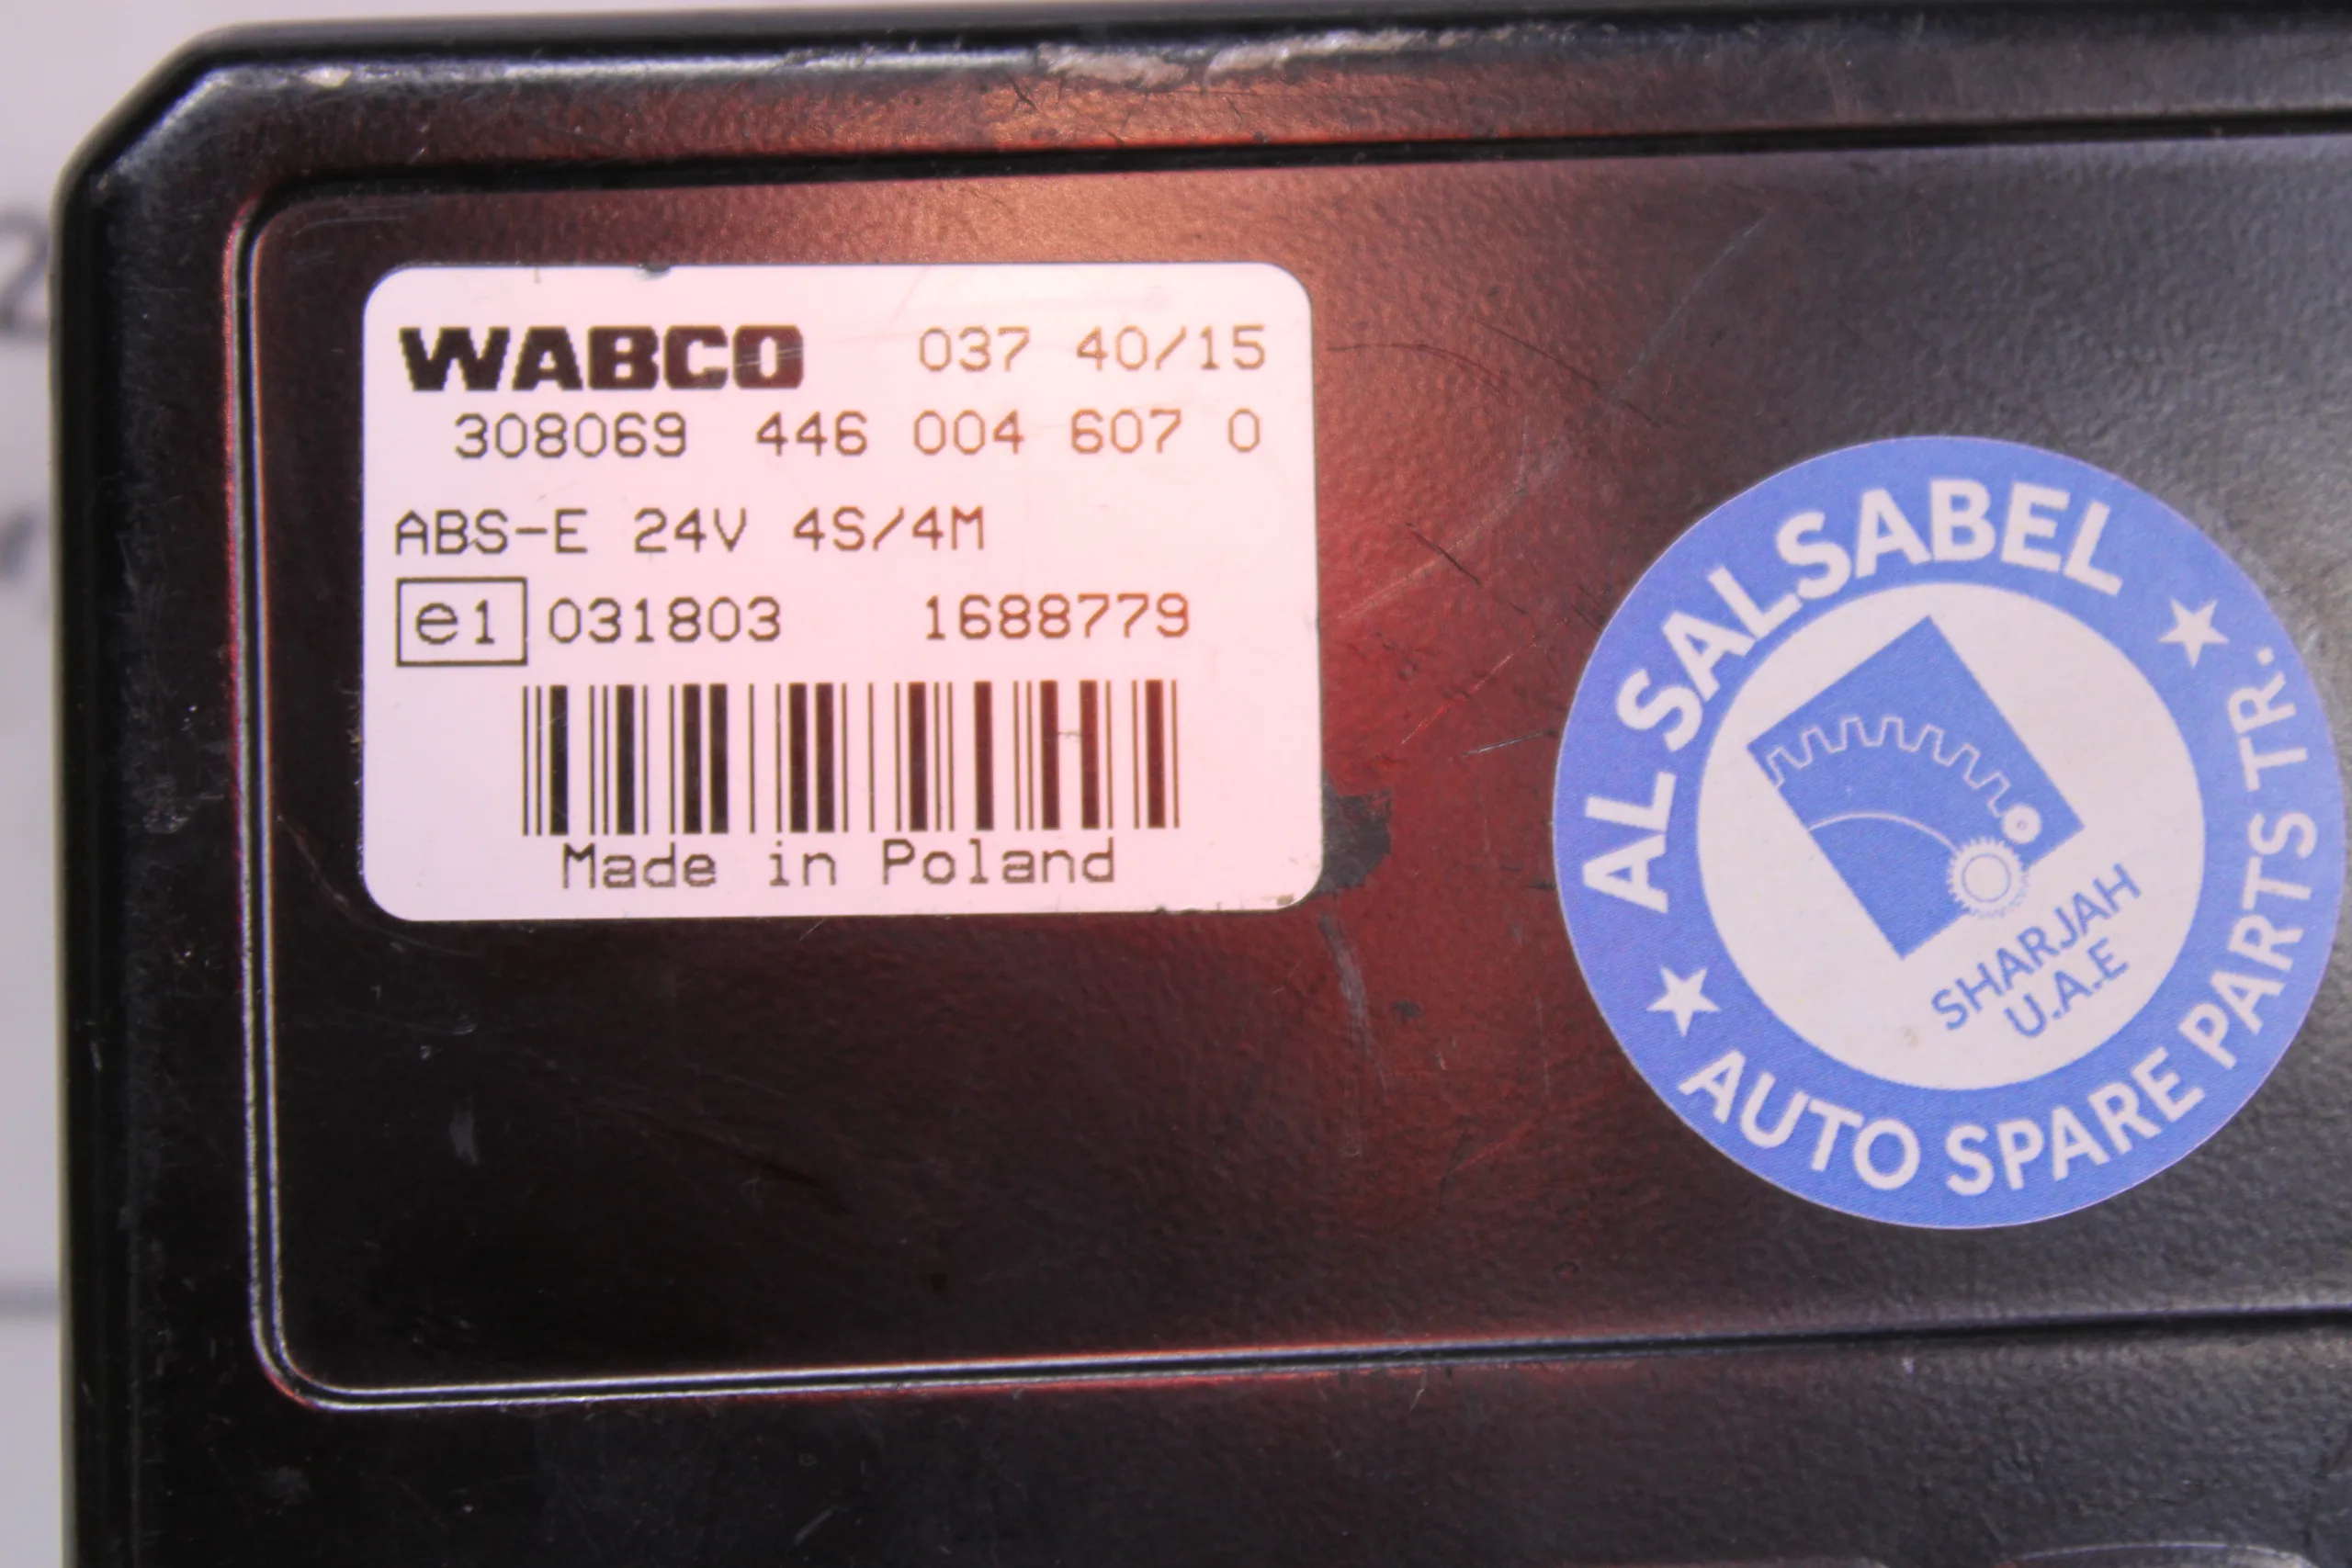 WABCO 037 40/15
308069 446 004 607 0
ABS-E 24V 4S/4M
e1 031803 1688779
Made in Poland
AL SALSABEL
AUTO SPARE PARTS TR.
SHARJAH
U.A.E